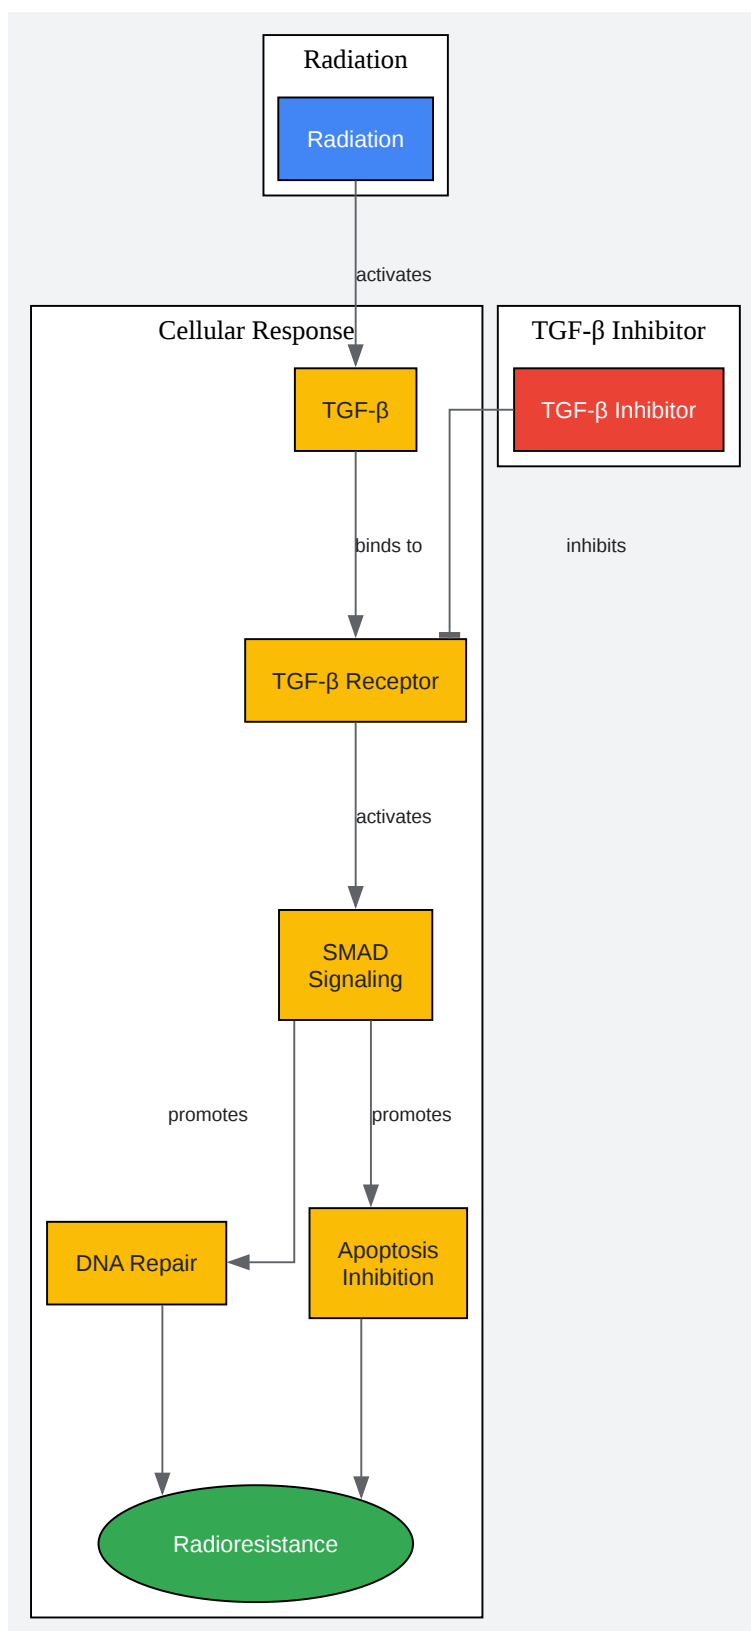 Radiation
Radiation
activates
Cellular Response
TGF-β Inhibitor
TGF-β
TGF-β Inhibitor
binds to
inhibits
TGF-β Receptor
activates
SMAD
Signaling
promotes
promotes
DNA Repair
Apoptosis
Inhibition
Radioresistance